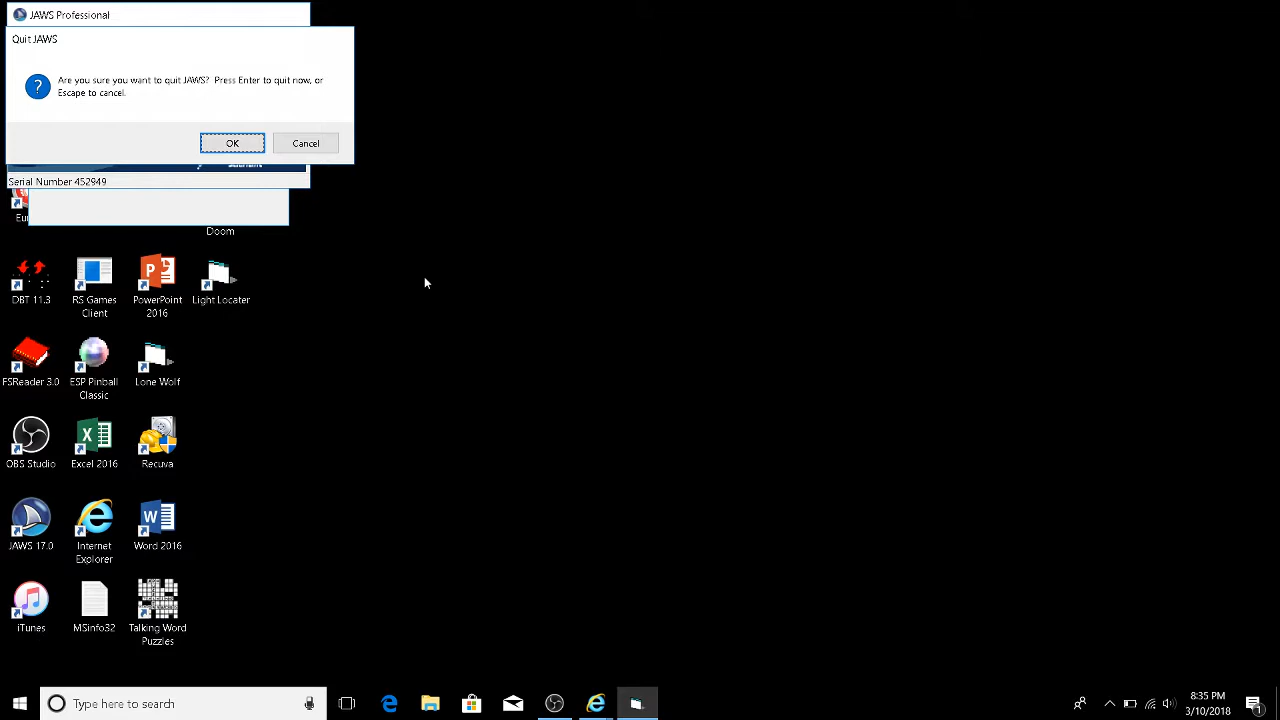 JAWS Professional
Quit JAWS
Are you sure you want to quit JAWS? Press Enter to quit now, or
Escape to cancel.
OK
Cancel
Serial Number 452949
Eu
Doom
DBT 11.3
RS Games
Client
PowerPoint
2016
Light Locater
FSReader 3.0
ESP Pinball
Classic
Lone Wolf
OBS Studio
Excel 2016
Recuva
JAWS 17.0
Internet
Explorer
Word 2016
iTunes
MSinfo32
Talking Word
Puzzles
Type here to search
8:35 PM
3/10/2018
1